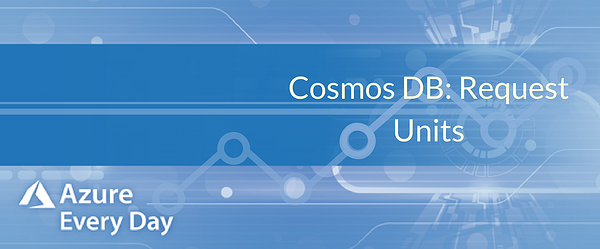 Cosmos DB: Request
Units
Azure
Every Day